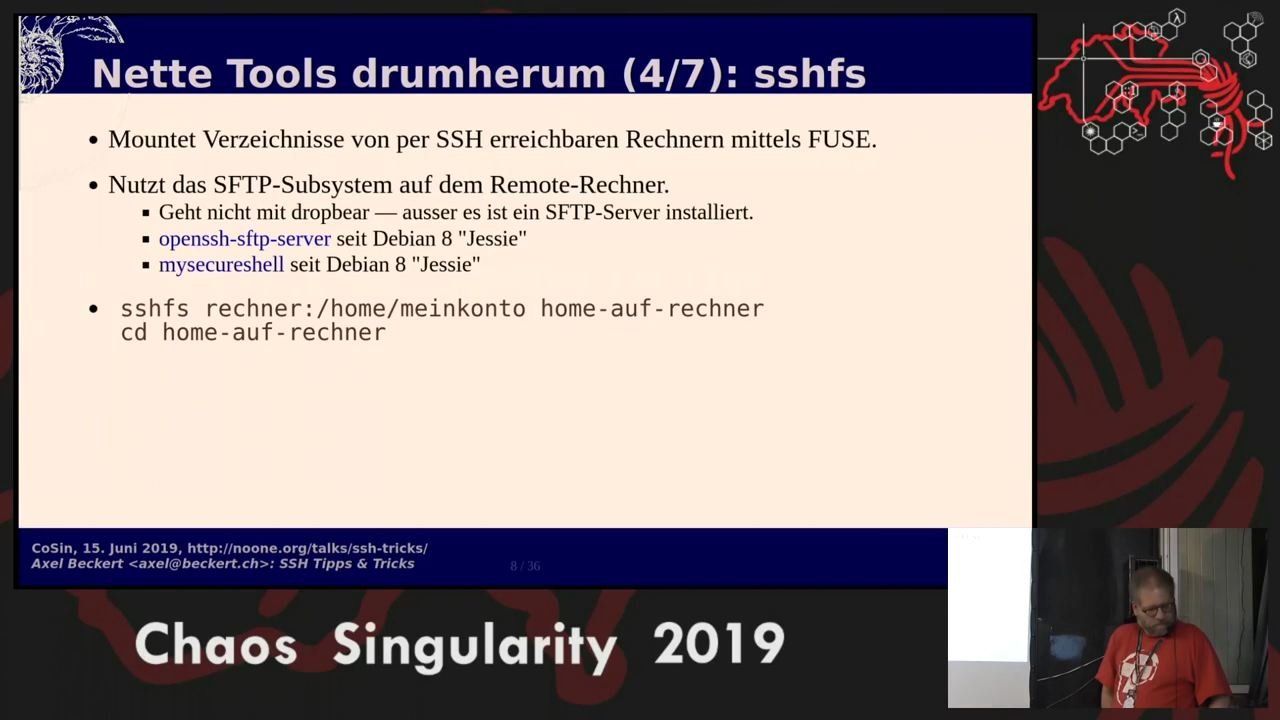 Nette Tools drumherum (4/7): sshfs
• Mountet Verzeichnisse von per SSH erreichbaren Rechnern mittels FUSE.
• Nutzt das SFTP-Subsystem auf dem Remote-Rechner.
▪ Geht nicht mit dropbear — ausser es ist ein SFTP-Server installiert.
▪ openssh-sftp-server seit Debian 8 "Jessie"
▪ mysecureshell seit Debian 8 "Jessie"
• sshfs rechner:/home/meinkonto home-auf-rechner
cd home-auf-rechner
CoSin, 15. Juni 2019, http://noone.org/talks/ssh-tricks/
Axel Beckert <axel@beckert.ch>: SSH Tipps & Tricks
8 / 36
Chaos Singularity 2019